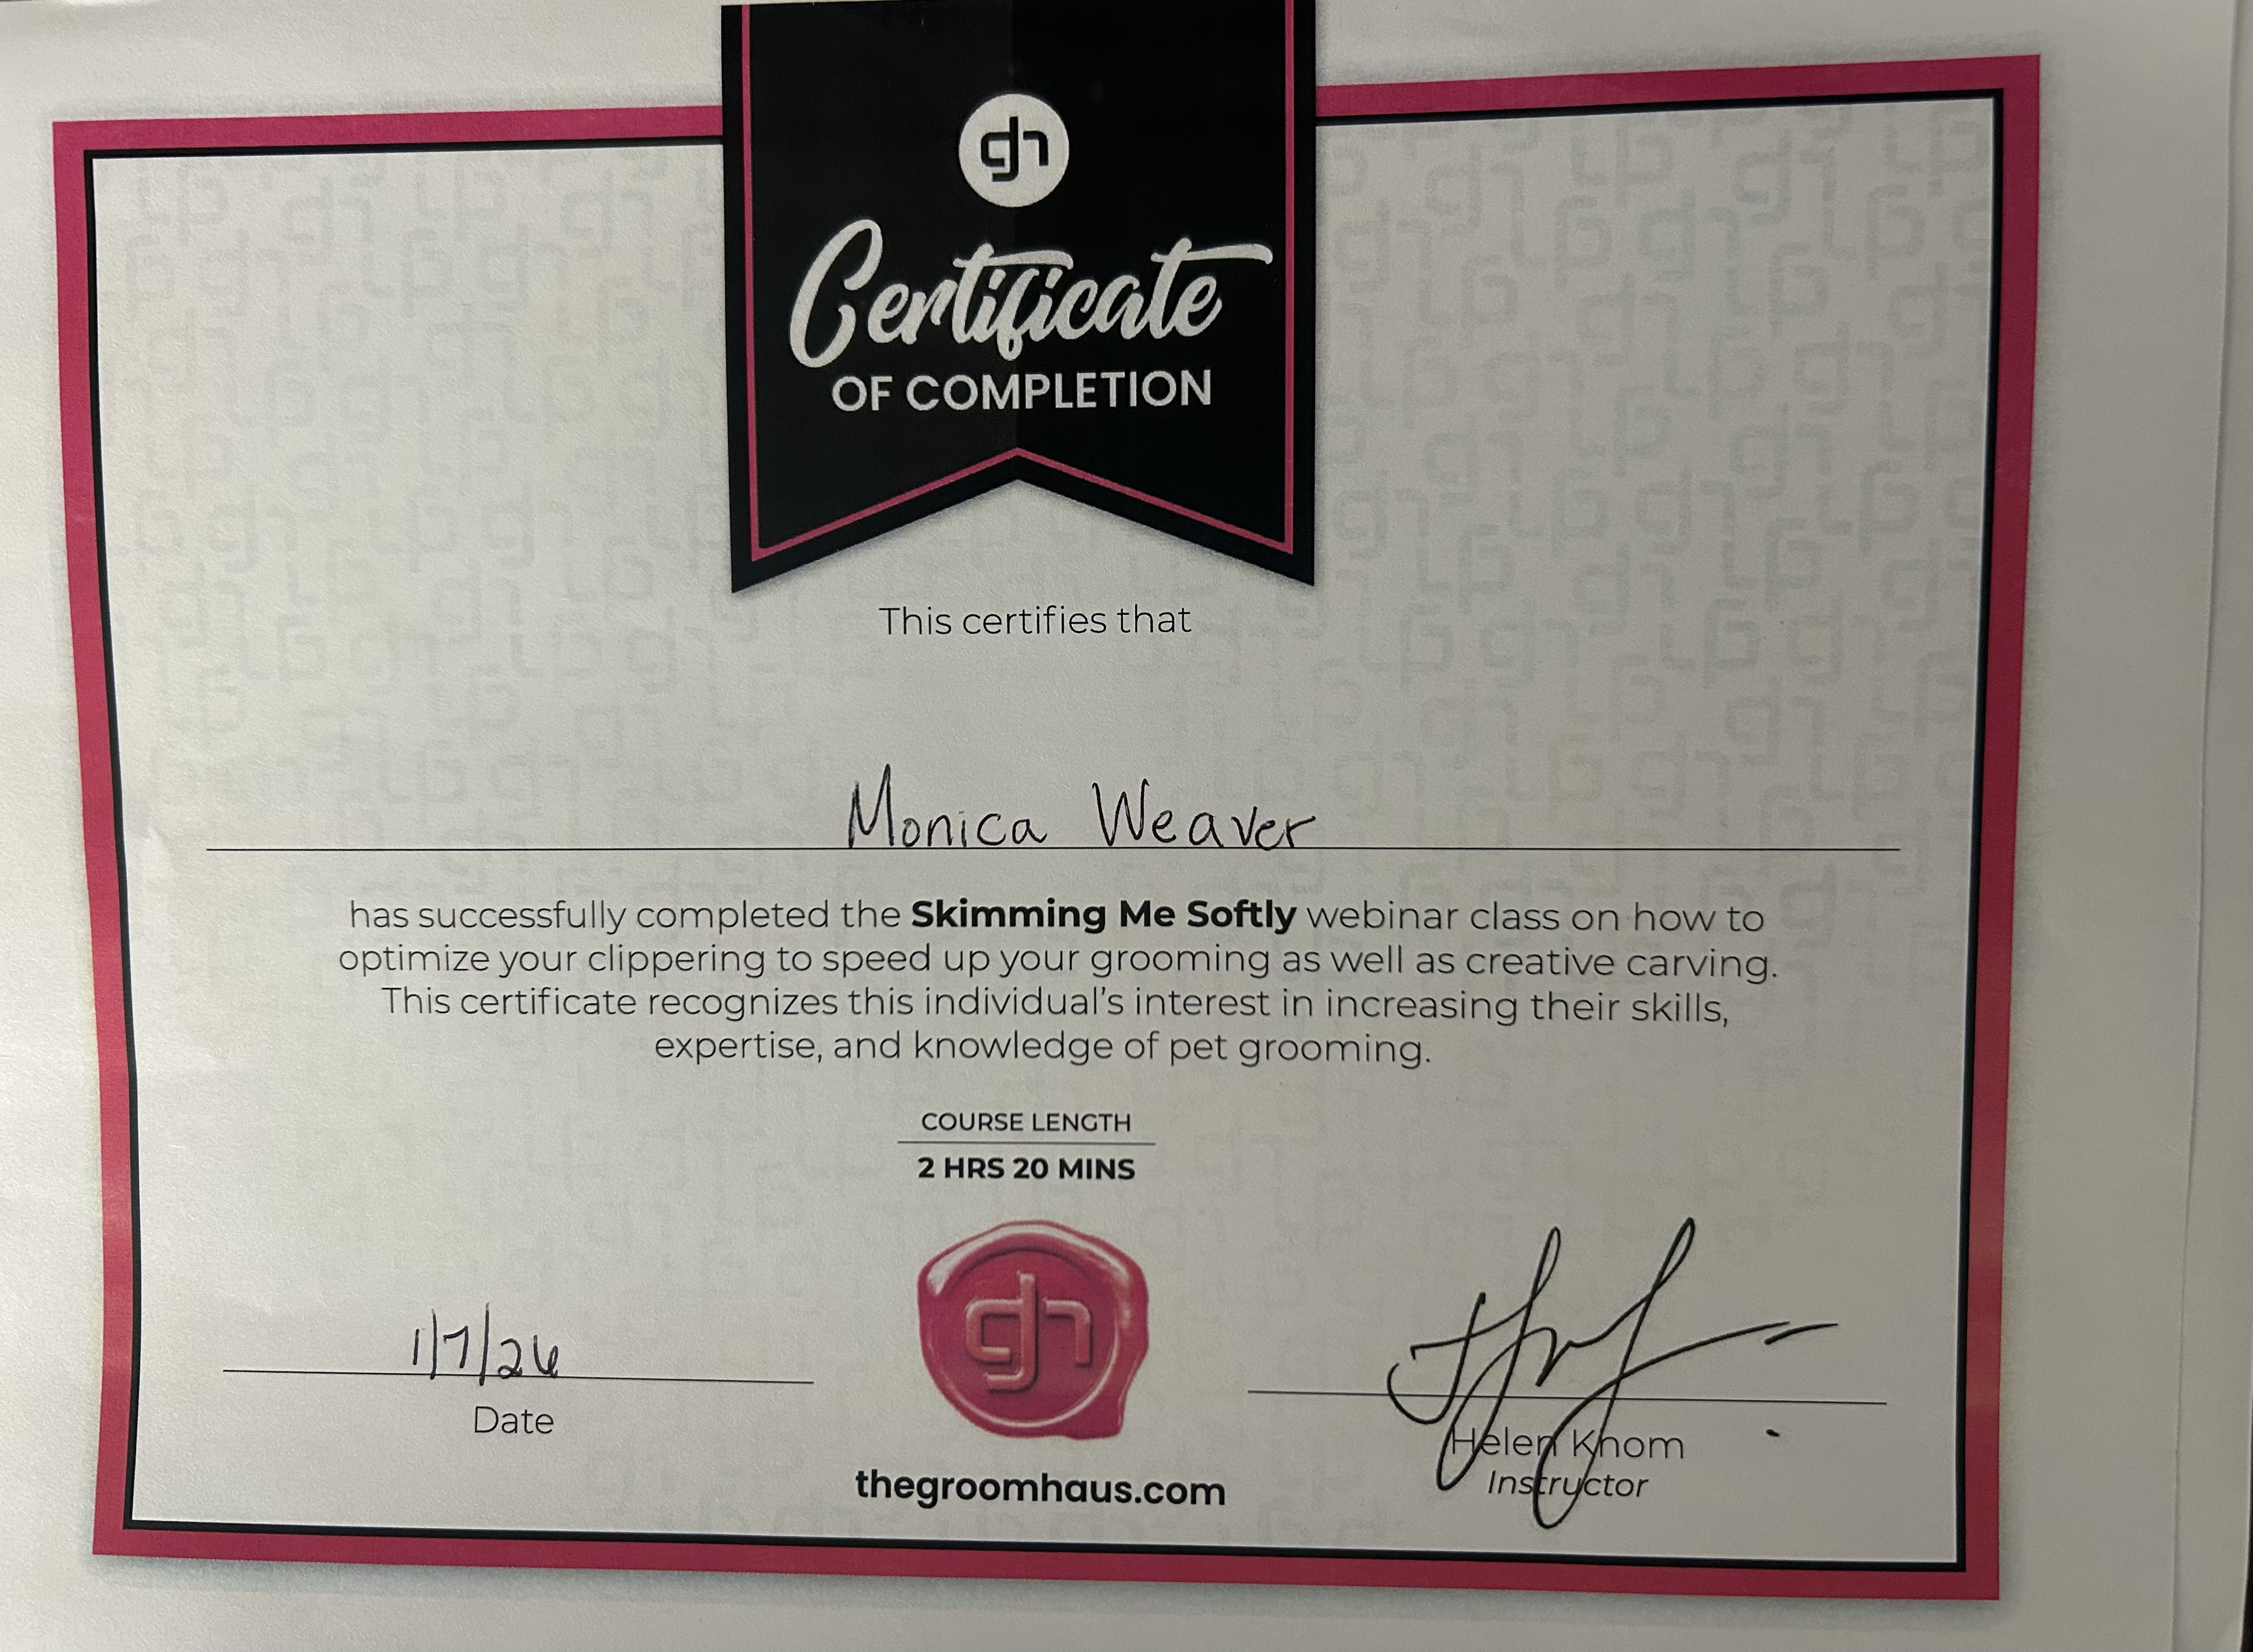 gh
Certificate
OF COMPLETION
This certifies that
Monica Weaver
has successfully completed the Skimming Me Softly webinar class on how to
optimize your clippering to speed up your grooming as well as creative carving.
This certificate recognizes this individual's interest in increasing their skills,
expertise, and knowledge of pet grooming.
COURSE LENGTH
2 HRS 20 MINS
gh
1/7/26
Date
Helen Khom
Instructor
thegroomhaus.com